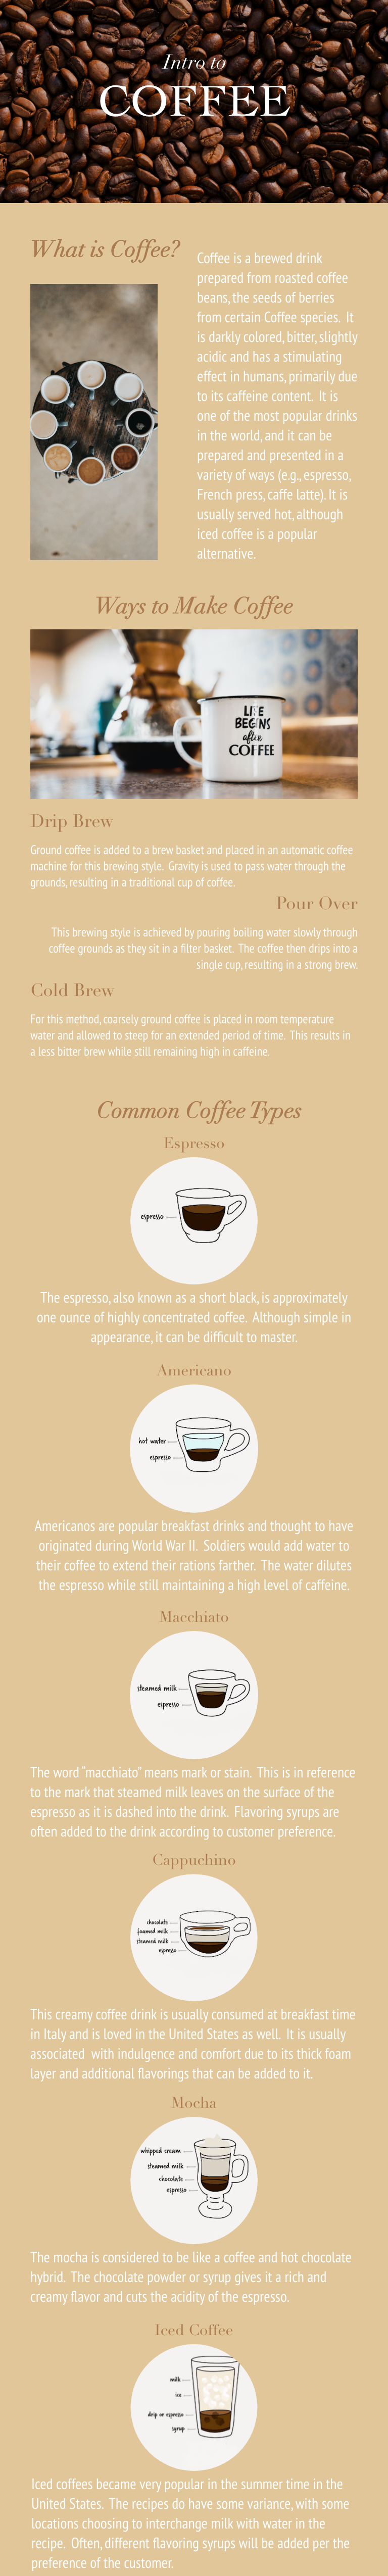 Intro to
COFFEE
What is Coffee?
Coffee is a brewed drink
prepared from roasted coffee
beans, the seeds of berries
from certain Coffee species.  It
is darkly colored, bitter, slightly
acidic and has a stimulating
effect in humans, primarily due
to its caffeine content.  It is
one of the most popular drinks
in the world, and it can be
prepared and presented in a
variety of ways (e.g., espresso,
French press, caffe latte). It is
usually served hot, although
iced coffee is a popular
alternative.
Ways to Make Coffee
LIFE
BEGINS
after
COFFEE
Drip Brew
Ground coffee is added to a brew basket and placed in an automatic coffee
machine for this brewing style.  Gravity is used to pass water through the
grounds, resulting in a traditional cup of coffee.
Pour Over
This brewing style is achieved by pouring boiling water slowly through
coffee grounds as they sit in a filter basket.  The coffee then drips into a
single cup, resulting in a strong brew.
Cold Brew
For this method, coarsely ground coffee is placed in room temperature
water and allowed to steep for an extended period of time.  This results in
a less bitter brew while still remaining high in caffeine.
Common Coffee Types
Espresso
espresso
The espresso, also known as a short black, is approximately
one ounce of highly concentrated coffee.  Although simple in
appearance, it can be difficult to master.
Americano
hot water
espresso
Americanos are popular breakfast drinks and thought to have
originated during World War II.  Soldiers would add water to
their coffee to extend their rations farther.  The water dilutes
the espresso while still maintaining a high level of caffeine.
Macchiato
steamed milk
espresso
The word "macchiato" means mark or stain.  This is in reference
to the mark that steamed milk leaves on the surface of the
espresso as it is dashed into the drink.  Flavoring syrups are
often added to the drink according to customer preference.
Cappuchino
chocolate
foamed milk
steamed milk
espresso
This creamy coffee drink is usually consumed at breakfast time
in Italy and is loved in the United States as well.  It is usually
associated  with indulgence and comfort due to its thick foam
layer and additional flavorings that can be added to it.
Mocha
whipped cream
steamed milk
chocolate
espresso
The mocha is considered to be like a coffee and hot chocolate
hybrid.  The chocolate powder or syrup gives it a rich and
creamy flavor and cuts the acidity of the espresso.
Iced Coffee
milk
ice
drip or espresso
syrup
Iced coffees became very popular in the summer time in the
United States.  The recipes do have some variance, with some
locations choosing to interchange milk with water in the
recipe.  Often, different flavoring syrups will be added per the
preference of the customer.